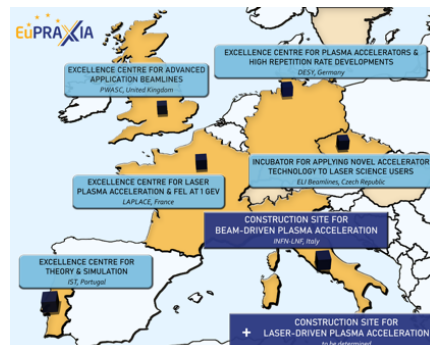 EuPRAXIA
EXCELLENCE CENTRE FOR PLASMA ACCELERATORS &
HIGH REPETITION RATE DEVELOPMENTS
DESY, Germany
EXCELLENCE CENTRE FOR ADVANCED
APPLICATION BEAMLINES
PWASC, United Kingdom
INCUBATOR FOR APPLYING NOVEL ACCELERATOR
TECHNOLOGY TO LASER SCIENCE USERS
ELI Beamlines, Czech Republic
EXCELLENCE CENTRE FOR LASER
PLASMA ACCELERATION & FEL AT 1 GEV
LAPLACE, France
CONSTRUCTION SITE FOR
BEAM-DRIVEN PLASMA ACCELERATION
INFN-LNF, Italy
EXCELLENCE CENTRE FOR
THEORY & SIMULATION
IST, Portugal
+ CONSTRUCTION SITE FOR
LASER-DRIVEN PLASMA ACCELERATION
to be determined